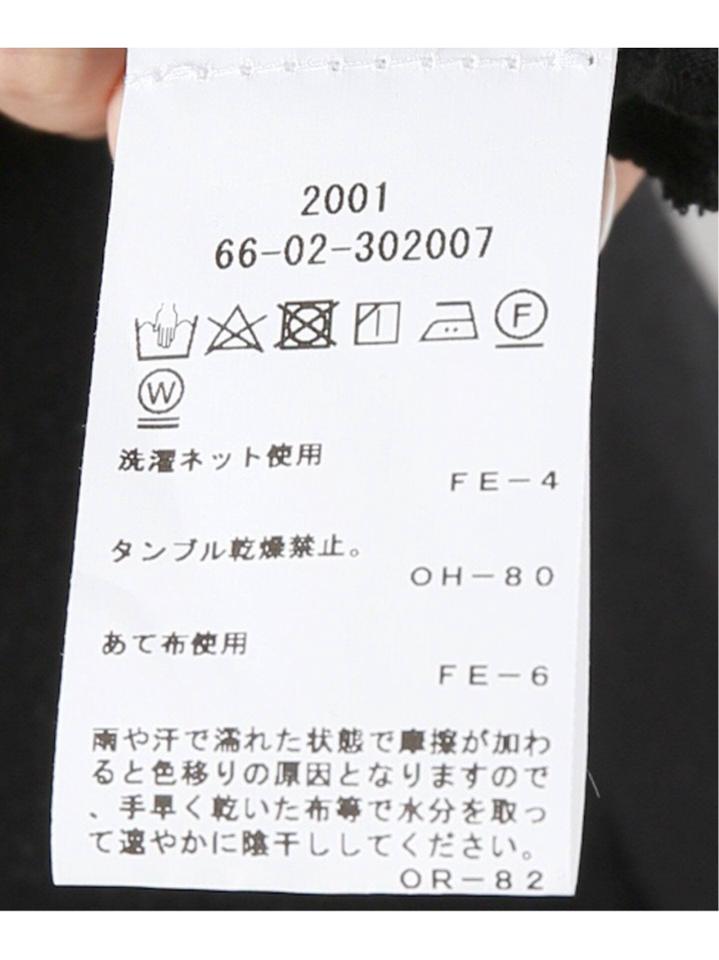 2001
66-02-302007
F
W
洗濯ネット使用
FE-4
タンブル乾燥禁止。
OH-80
あて布使用
FE-6
雨や汗で濡れた状態で摩擦が加わ
ると色移りの原因となりますので
、手早く乾いた布等で水分を取っ
て速やかに陰干ししてください。
OR-82